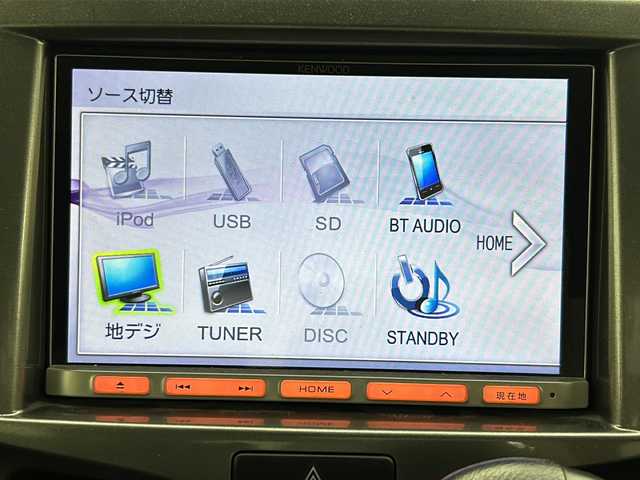 KENWOOD
ソース切替
iPod
USB
SD
BT AUDIO
HOME
地デジ
TUNER
DISC
STANDBY
HOME
現在地